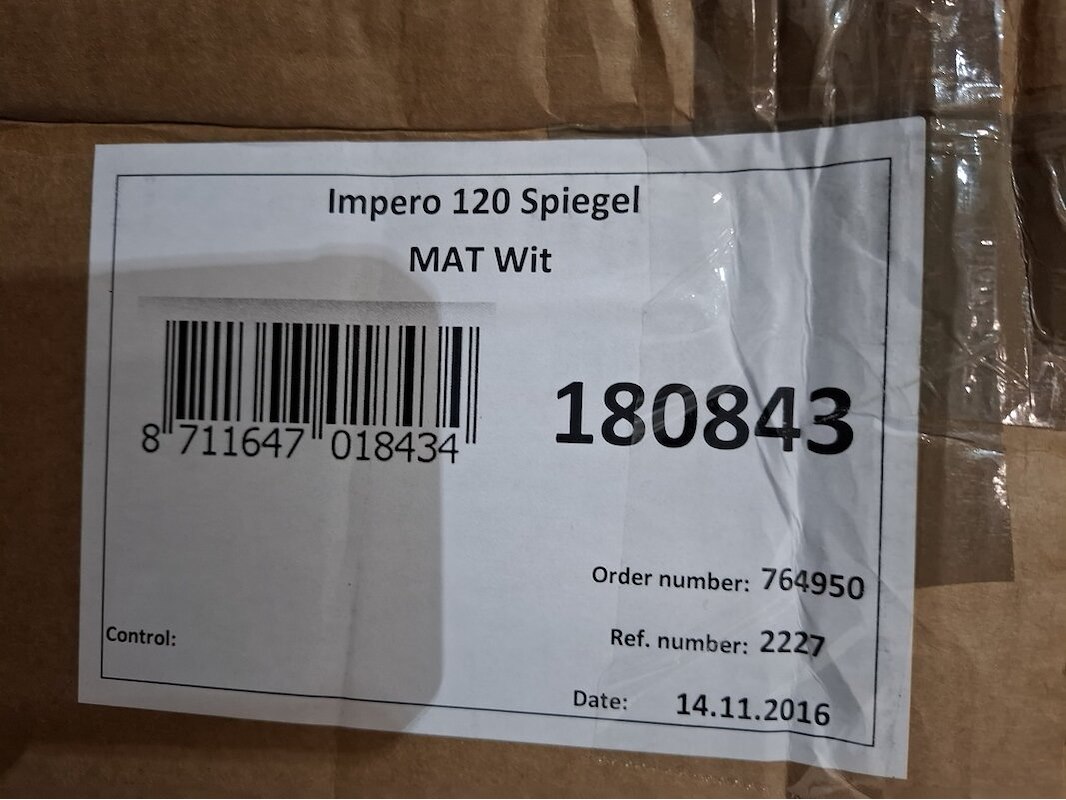 Impero 120 Spiegel
MAT Wit
8 711647 018434
180843
Order number: 764950
Control:
Ref. number: 2227
Date: 14.11.2016